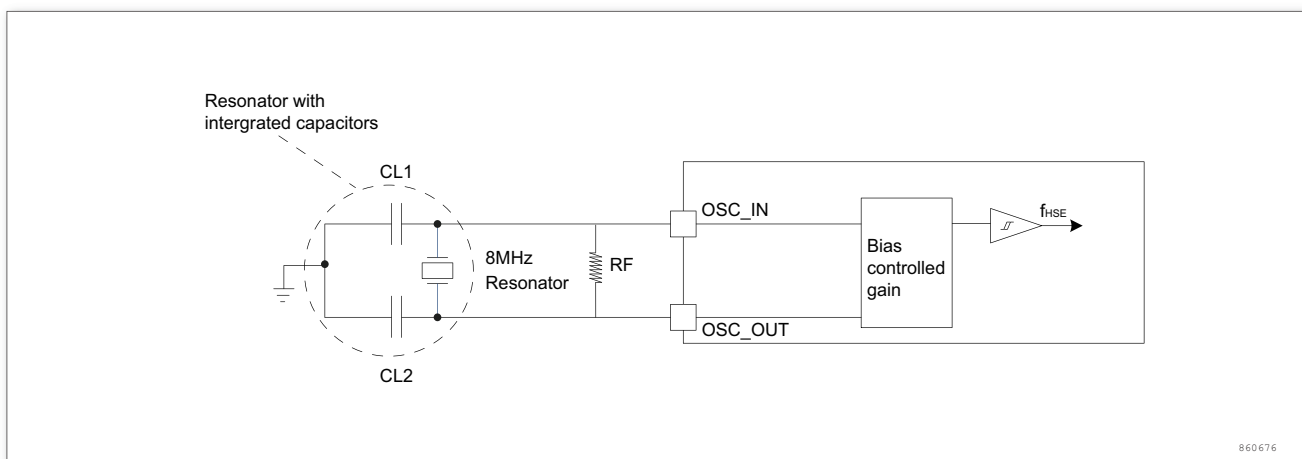 Resonator with
intergrated capacitors
CL1
OSC_IN
fHSE
8MHz
Resonator
RF
Bias
controlled
gain
OSC_OUT
CL2
860676